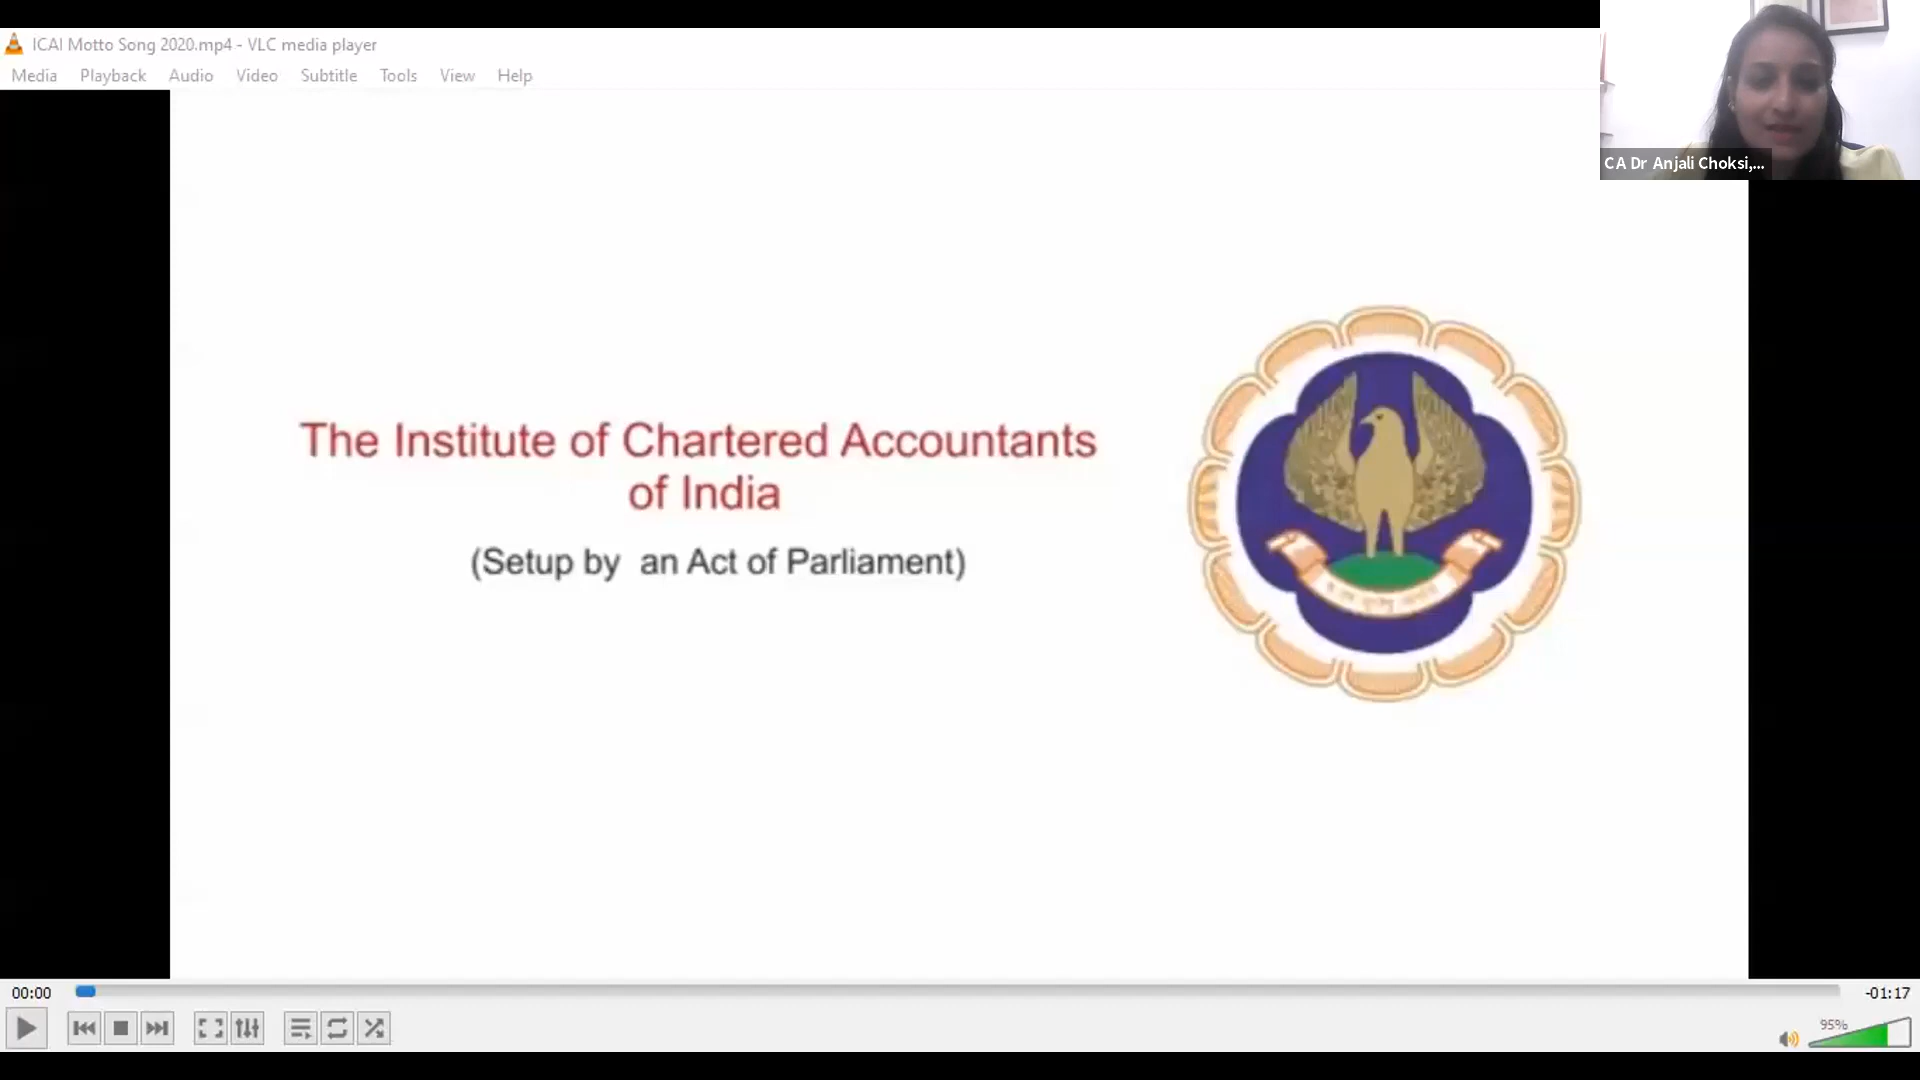 ICAI Motto Song 2020.mp4 - VLC media player
Media Playback Audio Video Subtitle Tools View Help
CA Dr Anjali Choksi,...
The Institute of Chartered Accountants
of India
(Setup by an Act of Parliament)
00:00
-01:17
95%